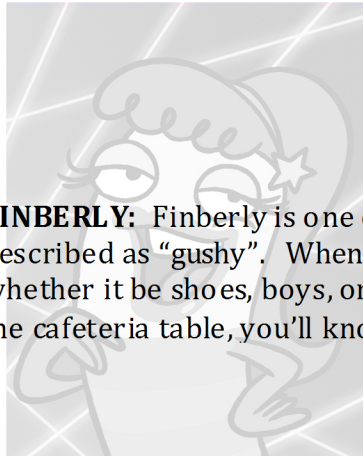 INBERLY: Finberly is one
escribed as “gushy”. When
hether it be shoes, boys, or
he cafeteria table, you’ll kno